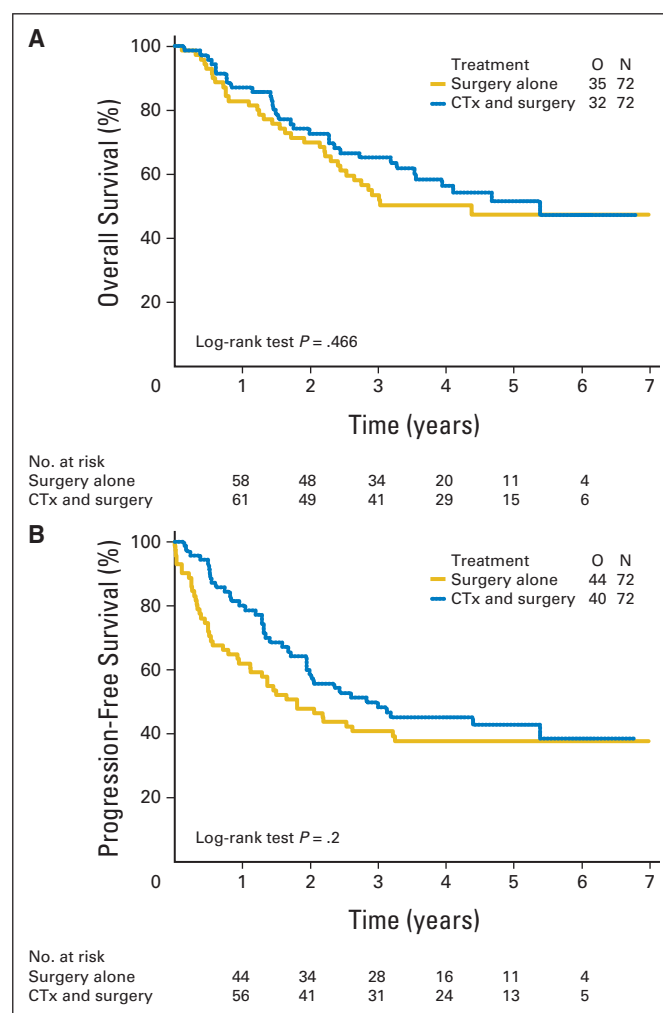 A
Overall Survival (%)
100
80
60
40
20
0
Treatment O N
Surgery alone 35 72
CTx and surgery 32 72
Log-rank test P = .466
1 2 3 4 5 6 7
Time (years)
No. at risk
Surgery alone 58 48 34 20 11 4
CTx and surgery 61 49 41 29 15 6
B
Progression-Free Survival (%)
100
80
60
40
20
0
Treatment O N
Surgery alone 44 72
CTx and surgery 40 72
Log-rank test P = .2
1 2 3 4 5 6 7
Time (years)
No. at risk
Surgery alone 44 34 28 16 11 4
CTx and surgery 56 41 31 24 13 5